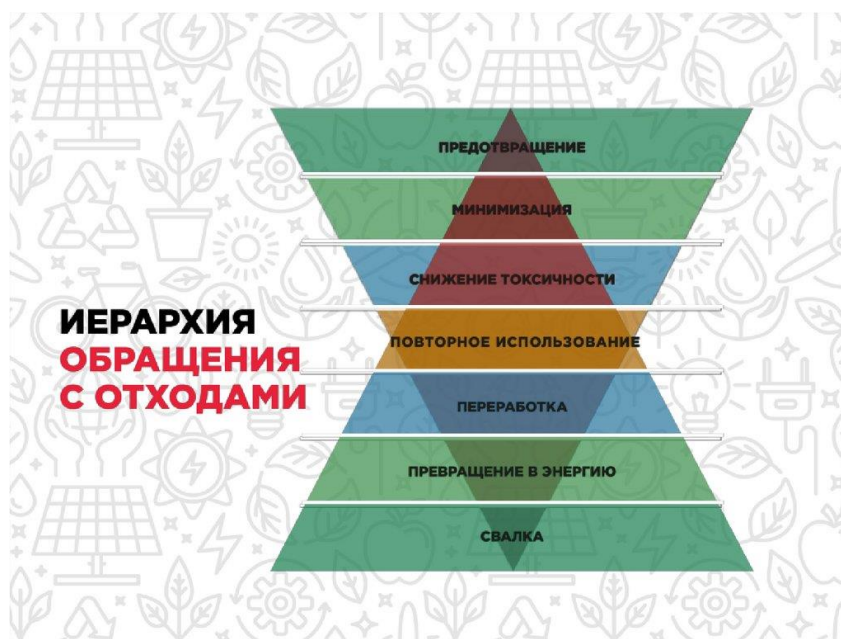 ПРЕДОТВРАЩЕНИЕ
МИНИМИЗАЦИЯ
СНИЖЕНИЕ ТОКСИЧНОСТИ
ИЕРАРХИЯ
ОБРАЩЕНИЯ
С ОТХОДАМИ
ПОВТОРНОЕ ИСПОЛЬЗОВАНИЕ
ПЕРЕРАБОТКА
ПРЕВРАЩЕНИЕ В ЭНЕРГИЮ
СВАЛКА